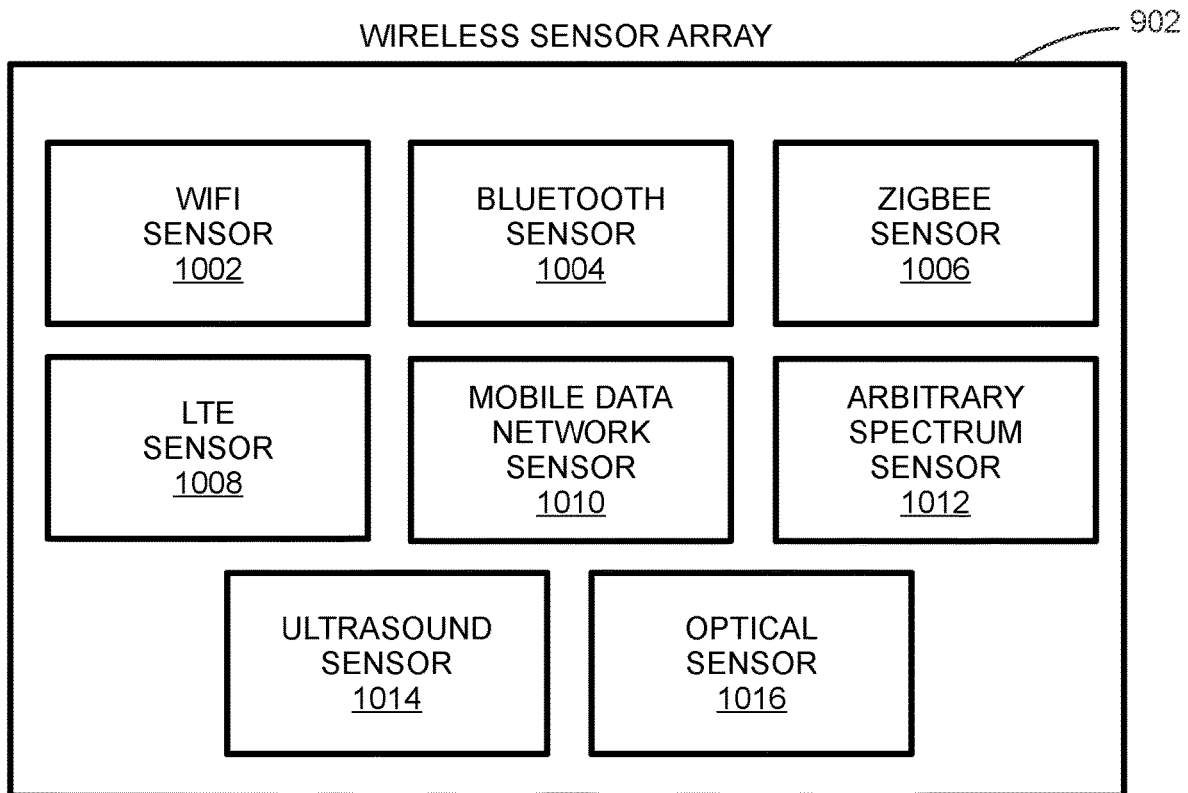 WIRELESS SENSOR ARRAY
902
WIFI
SENSOR
1002
BLUETOOTH
SENSOR
1004
ZIGBEE
SENSOR
1006
LTE
SENSOR
1008
MOBILE DATA
NETWORK
SENSOR
1010
ARBITRARY
SPECTRUM
SENSOR
1012
ULTRASOUND
SENSOR
1014
OPTICAL
SENSOR
1016